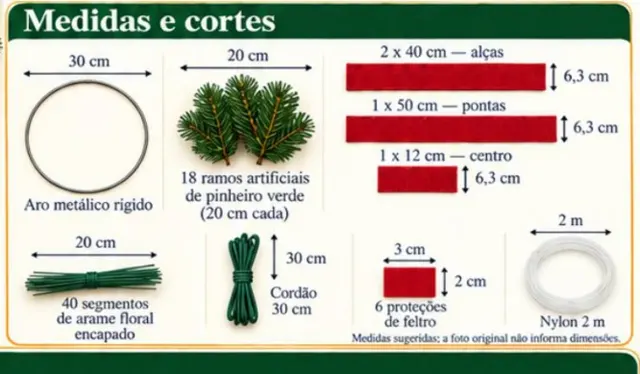 Medidas e cortes
30 cm
Aro metálico rígido
20 cm
18 ramos artificiais
de pinheiro verde
(20 cm cada)
2 x 40 cm — alças
6,3 cm
1 x 50 cm — pontas
6,3 cm
1 x 12 cm — centro
6,3 cm
20 cm
40 segmentos
de arame floral
encapado
30 cm
Cordão
30 cm
3 cm
2 cm
6 proteções
de feltro
2 m
Nylon 2 m
Medidas sugeridas; a foto original não informa dimensões.